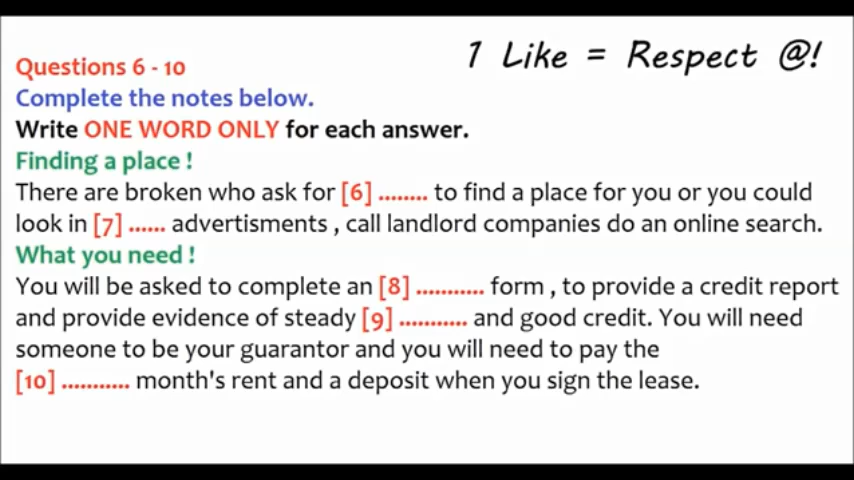 1 Like = Respect @!
Questions 6 - 10
Complete the notes below.
Write ONE WORD ONLY for each answer.
Finding a place !
There are broken who ask for [6] ........ to find a place for you or you could
look in [7] ...... advertisments , call landlord companies do an online search.
What you need !
You will be asked to complete an [8] ........... form , to provide a credit report
and provide evidence of steady [9] ........... and good credit. You will need
someone to be your guarantor and you will need to pay the
[10] ........... month's rent and a deposit when you sign the lease.